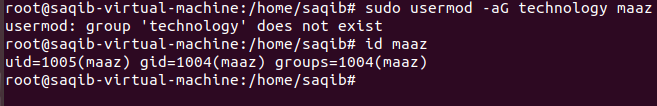 root@saqib-virtual-machine:/home/saqib# sudo usermod -aG technology maaz
usermod: group 'technology' does not exist
root@saqib-virtual-machine:/home/saqib# id maaz
uid=1005(maaz) gid=1004(maaz) groups=1004(maaz)
root@saqib-virtual-machine:/home/saqib#